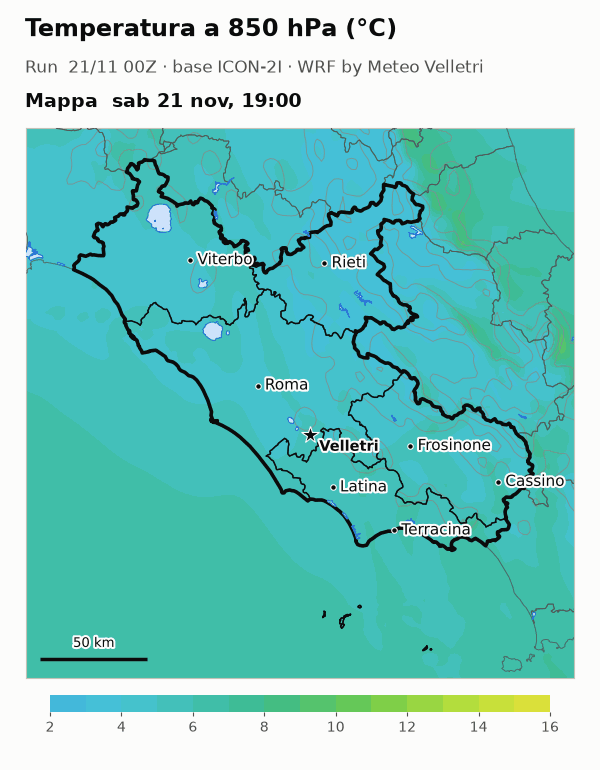 Temperatura a 850 hPa (°C)
Run  21/11 00Z · base ICON-2I · WRF by Meteo Velletri
Mappa  sab 21 nov, 19:00
Viterbo
Rieti
Roma
Velletri
Frosinone
Cassino
Latina
Terracina
50 km
2 4 6 8 10 12 14 16